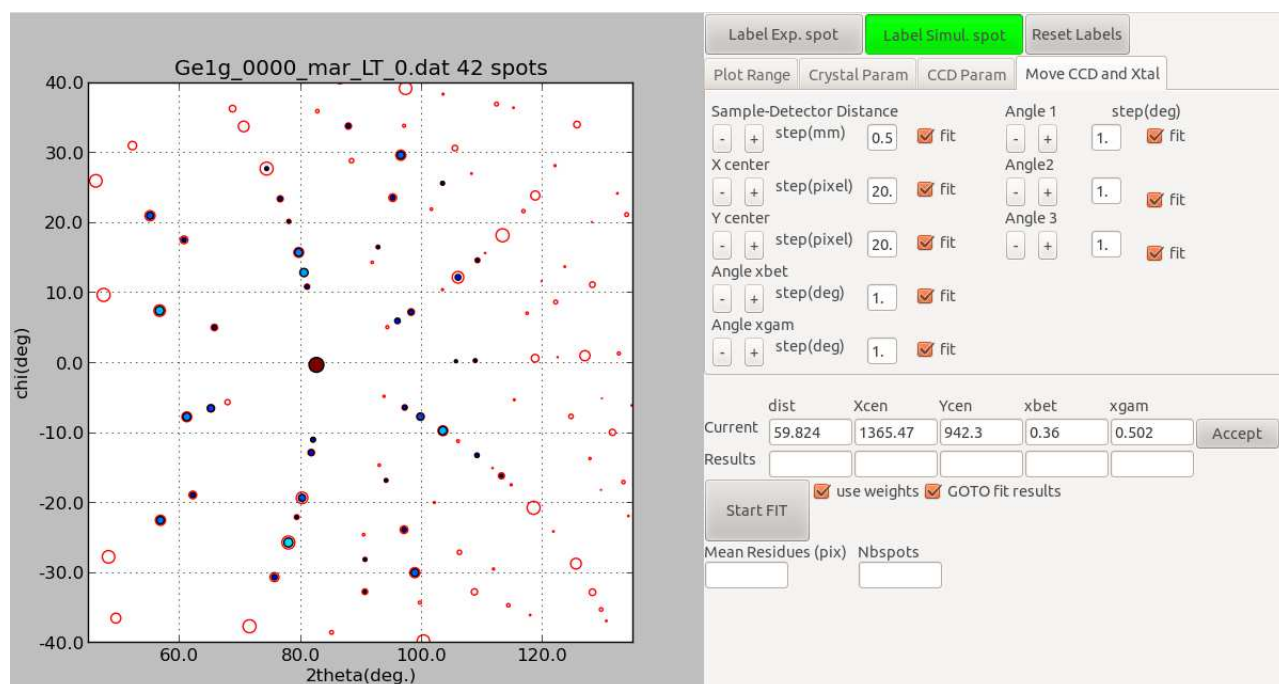 Ge1g_0000_mar_LT_0.dat 42 spots
40.0
30.0
20.0
10.0
0.0
-10.0
-20.0
-30.0
-40.0
chi(deg)
60.0 80.0 100.0 120.0
2theta(deg.)
Label Exp. spot Label Simul. spot Reset Labels
Plot Range Crystal Param CCD Param Move CCD and Xtal
Sample-Detector Distance Angle 1 step(deg)
- + step(mm) 0.5 fit - + 1. fit
X center Angle2
- + step(pixel) 20. fit - + 1. fit
Y center Angle 3
- + step(pixel) 20. fit - + 1. fit
Angle xbet
- + step(deg) 1. fit
Angle xgam
- + step(deg) 1. fit
dist Xcen Ycen xbet xgam
Current 59.824 1365.47 942.3 0.36 0.502 Accept
Results
Start FIT use weights GOTO fit results
Mean Residues (pix) Nbspots